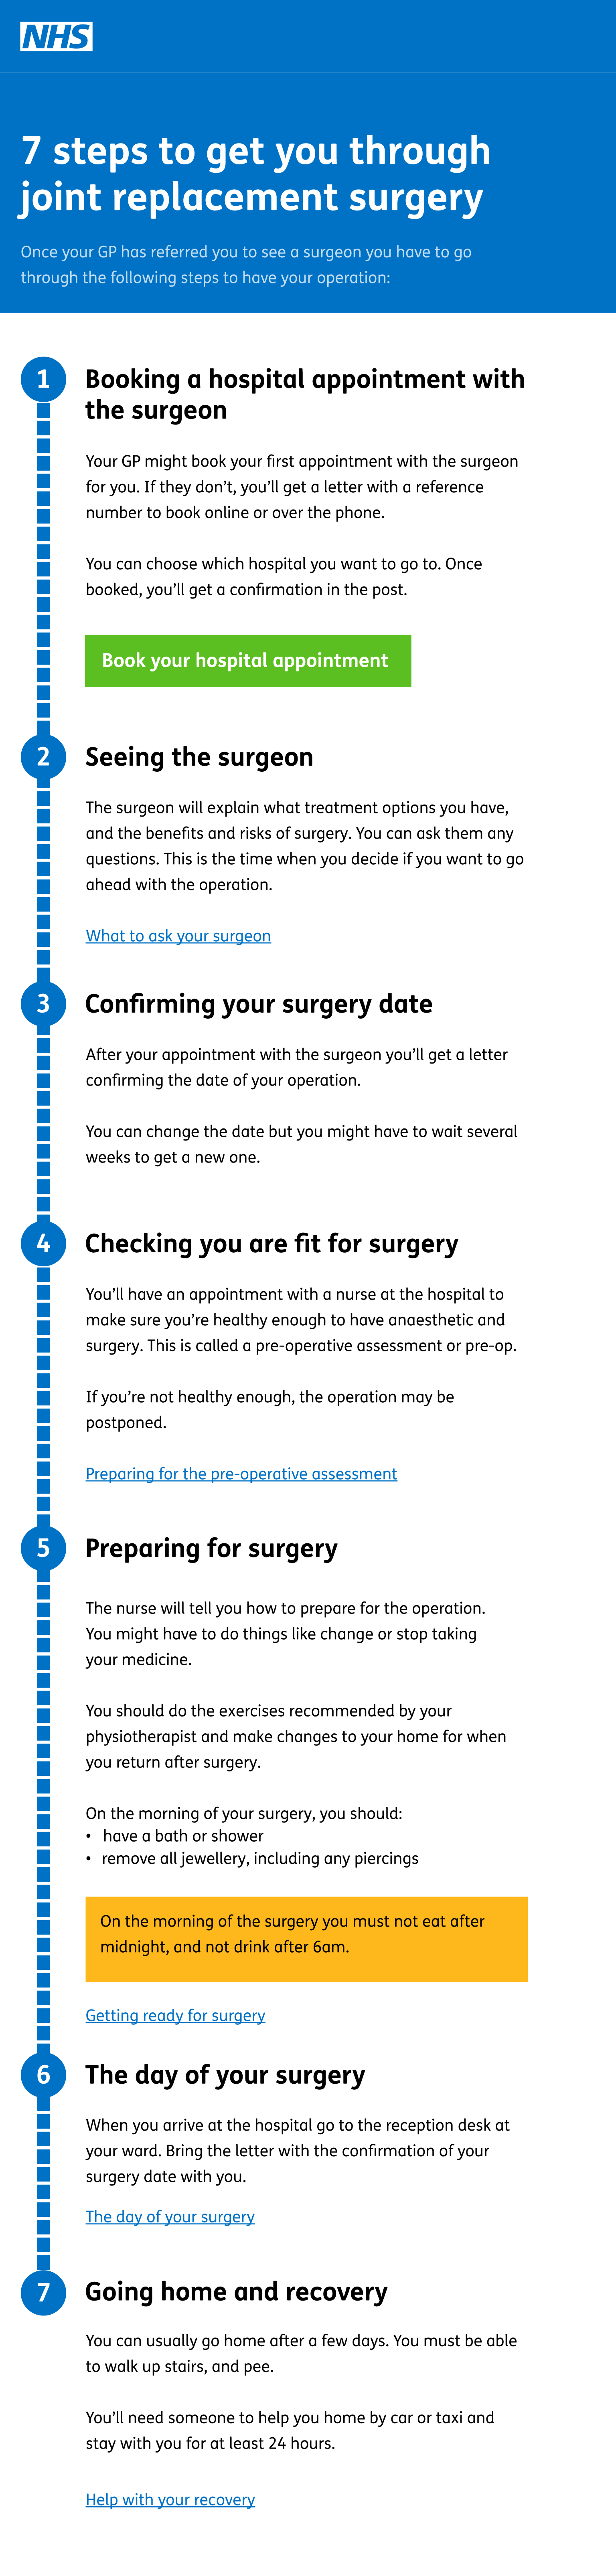 NHS
7 steps to get you through
joint replacement surgery
Once your GP has referred you to see a surgeon you have to go
through the following steps to have your operation:
1
Booking a hospital appointment with
the surgeon
Your GP might book your first appointment with the surgeon
for you. If they don’t, you’ll get a letter with a reference
number to book online or over the phone.
You can choose which hospital you want to go to. Once
booked, you’ll get a confirmation in the post.
Book your hospital appointment
2
Seeing the surgeon
The surgeon will explain what treatment options you have,
and the benefits and risks of surgery. You can ask them any
questions. This is the time when you decide if you want to go
ahead with the operation.
What to ask your surgeon
3
Confirming your surgery date
After your appointment with the surgeon you’ll get a letter
confirming the date of your operation.
You can change the date but you might have to wait several
weeks to get a new one.
4
Checking you are fit for surgery
You’ll have an appointment with a nurse at the hospital to
make sure you’re healthy enough to have anaesthetic and
surgery. This is called a pre-operative assessment or pre-op.
If you’re not healthy enough, the operation may be
postponed.
Preparing for the pre-operative assessment
5
Preparing for surgery
The nurse will tell you how to prepare for the operation.
You might have to do things like change or stop taking
your medicine.
You should do the exercises recommended by your
physiotherapist and make changes to your home for when
you return after surgery.
On the morning of your surgery, you should:
• have a bath or shower
• remove all jewellery, including any piercings
On the morning of the surgery you must not eat after
midnight, and not drink after 6am.
Getting ready for surgery
6
The day of your surgery
When you arrive at the hospital go to the reception desk at
your ward. Bring the letter with the confirmation of your
surgery date with you.
The day of your surgery
7
Going home and recovery
You can usually go home after a few days. You must be able
to walk up stairs, and pee.
You’ll need someone to help you home by car or taxi and
stay with you for at least 24 hours.
Help with your recovery